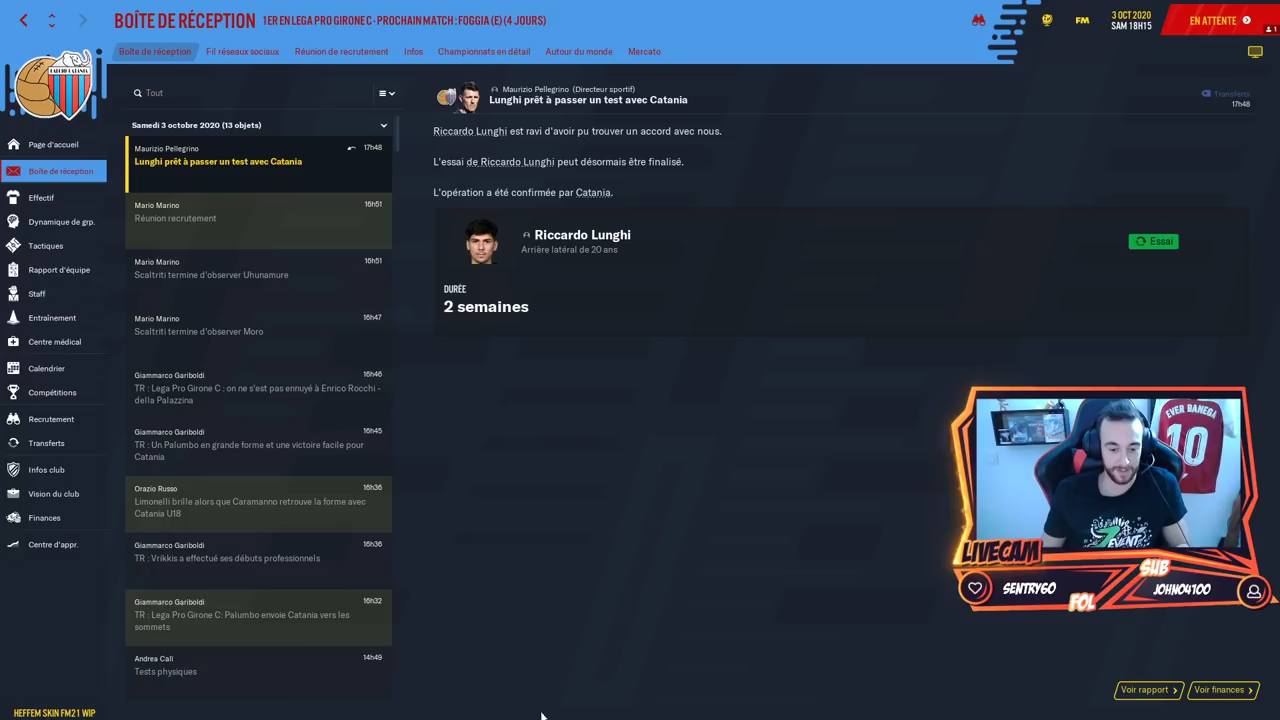 BOÎTE DE RÉCEPTION
1ER EN LEGA PRO GIRONE C · PROCHAIN MATCH : FOGGIA (E) (4 JOURS)
FM
3 OCT 2020
SAM 18H15
EN ATTENTE
1
Boîte de réception
Fil réseaux sociaux
Réunion de recrutement
Infos
Championnats en détail
Autour du monde
Mercato
CALCIO CATANIA
Page d'accueil
Boîte de réception
Effectif
Dynamique de grp.
Tactiques
Rapport d'équipe
Staff
Entraînement
Centre médical
Calendrier
Compétitions
Recrutement
Transferts
Infos club
Vision du club
Finances
Centre d'appr.
HEFFEM SKIN FM21 WIP
Tout
Samedi 3 octobre 2020 (13 objets)
Maurizio Pellegrino 17h48
Lunghi prêt à passer un test avec Catania
Mario Marino 16h51
Réunion recrutement
Mario Marino 16h51
Scaltriti termine d'observer Uhunamure
Mario Marino 16h47
Scaltriti termine d'observer Moro
Giammarco Gariboldi 16h46
TR : Lega Pro Girone C : on ne s'est pas ennuyé à Enrico Rocchi -
della Palazzina
Giammarco Gariboldi 16h45
TR : Un Palumbo en grande forme et une victoire facile pour
Catania
Orazio Russo 16h36
Limonelli brille alors que Caramanno retrouve la forme avec
Catania U18
Giammarco Gariboldi 16h36
TR : Vrikkis a effectué ses débuts professionnels
Giammarco Gariboldi 16h32
TR : Lega Pro Girone C: Palumbo envoie Catania vers les
sommets
Andrea Calì 14h49
Tests physiques
Maurizio Pellegrino (Directeur sportif)
Lunghi prêt à passer un test avec Catania
Transferts
17h48
Riccardo Lunghi est ravi d'avoir pu trouver un accord avec nous.
L'essai de Riccardo Lunghi peut désormais être finalisé.
L'opération a été confirmée par Catania.
Riccardo Lunghi
Arrière latéral de 20 ans
Essai
DURÉE
2 semaines
EVER BANEGA
10
7 EVENT
LIVECAM
SENTRY60
FOL
SUB
JOHN04100
Voir rapport
Voir finances